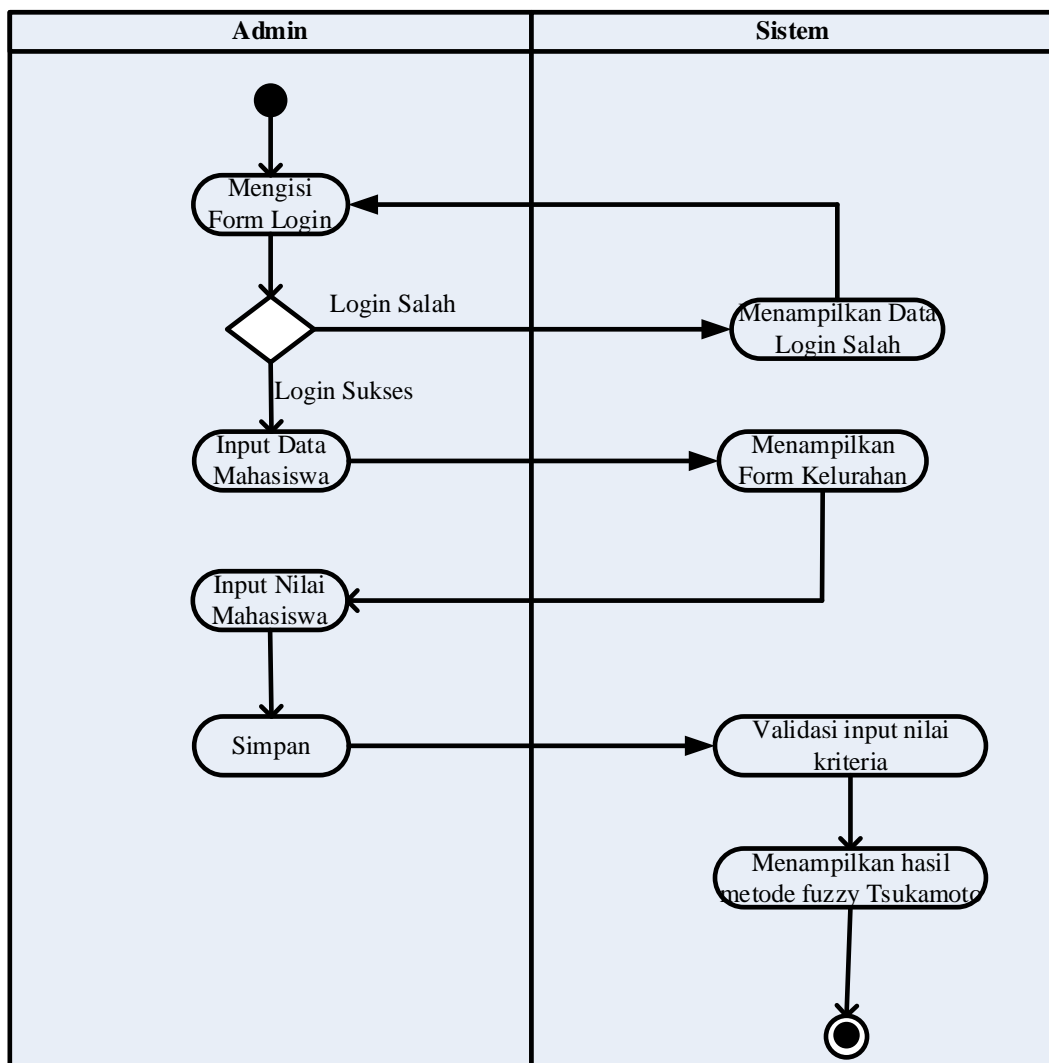 Admin
Sistem
Mengisi
Form Login
Login Salah
Menampilkan Data
Login Salah
Login Sukses
Input Data
Mahasiswa
Menampilkan
Form Kelurahan
Input Nilai
Mahasiswa
Simpan
Validasi input nilai
kriteria
Menampilkan hasil
metode fuzzy Tsukamoto